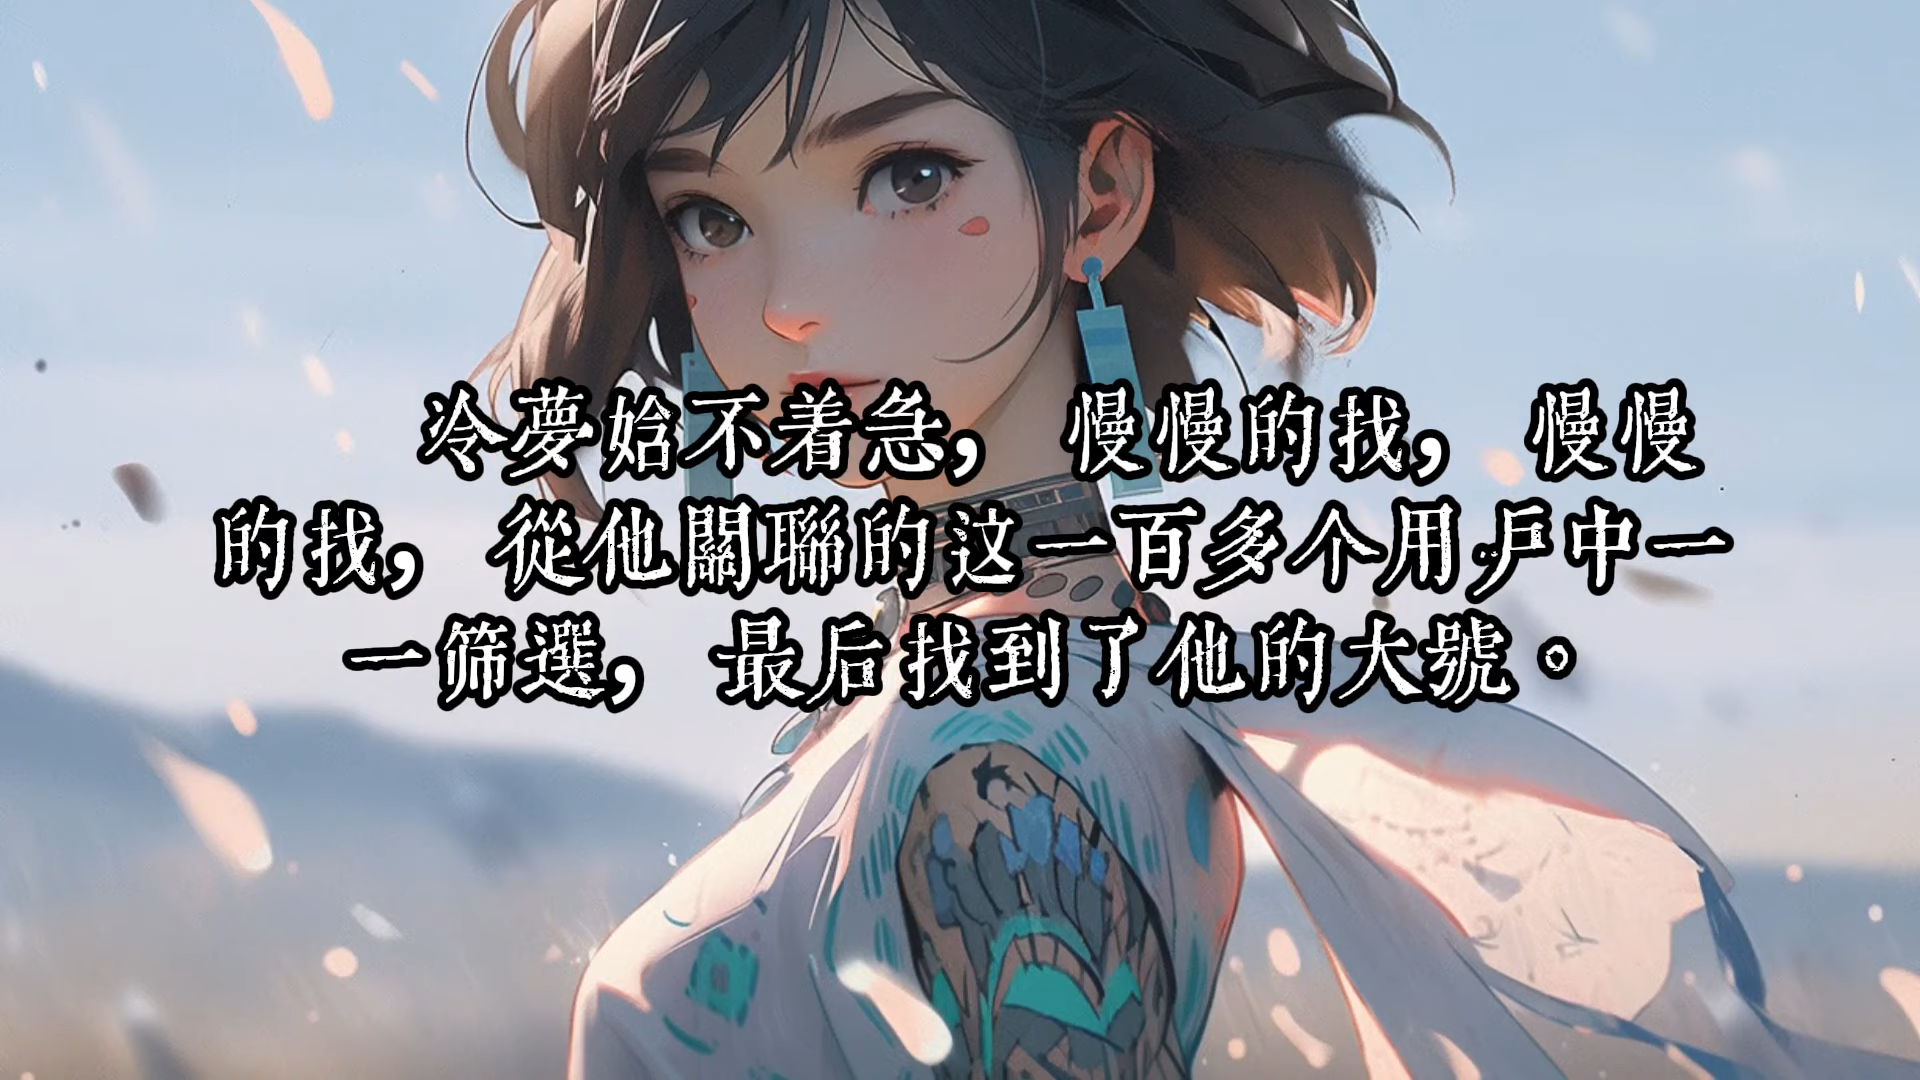 冷夢姶不着急，慢慢的找，慢慢
的找，從他關聯的这一百多个用戶中一
一筛選，最后找到了他的大號。